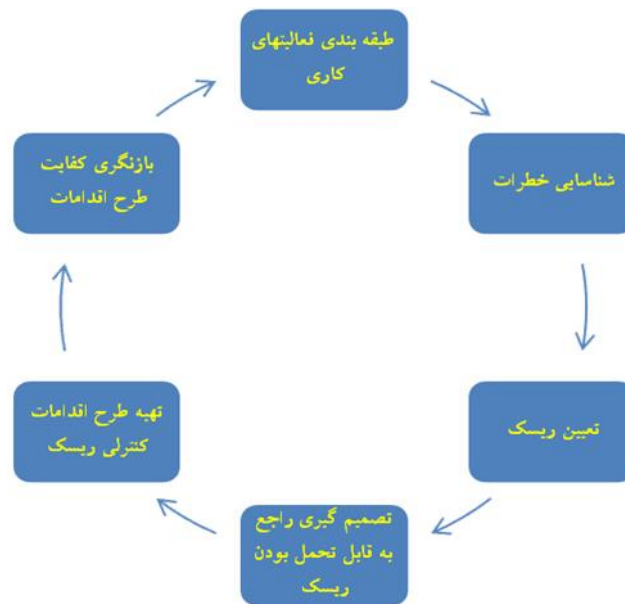 طبقه بندی فعالیتهای
کاری
شناسایی خطرات
تعیین ریسک
تصمیم گیری راجع
به قابل تحمل بودن
ریسک
تهیه طرح اقدامات
کنترلی ریسک
بازنگری کفایت
طرح اقدامات